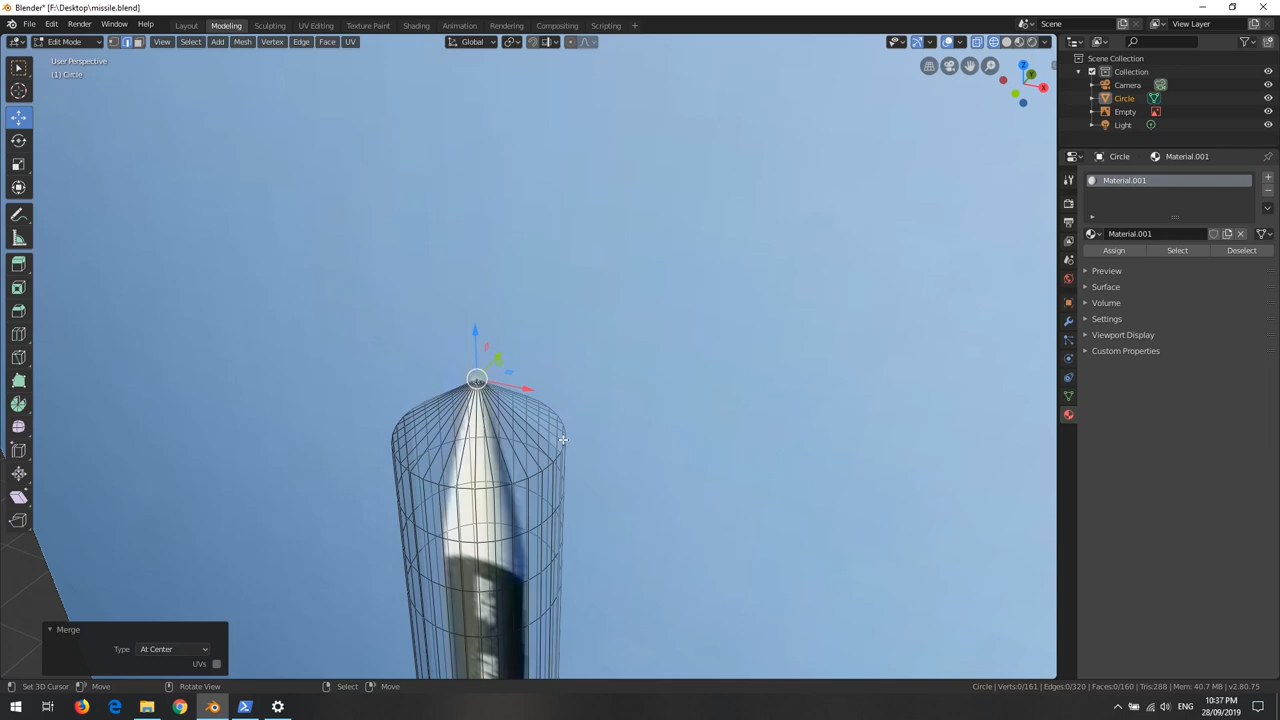 Blender* [F:\Desktop\missile.blend]
File Edit Render Window Help Layout Modeling Sculpting UV Editing Texture Paint Shading Animation Rendering Compositing Scripting + Scene View Layer
Edit Mode View Select Add Mesh Vertex Edge Face UV Global
User Perspective
(1) Circle
Z
Y
X
Scene Collection
Collection
Camera
Circle
Empty
Light
Circle Material.001
Material.001
Material.001
Assign Select Deselect
Preview
Surface
Volume
Settings
Viewport Display
Custom Properties
Merge
Type At Center
UVs
Set 3D Cursor Move Rotate View Select Move Circle | Verts:0/161 | Edges:0/320 | Faces:0/160 | Tris:288 | Mem: 40.7 MB | v2.80.75
ENG 10:37 PM
28/09/2019